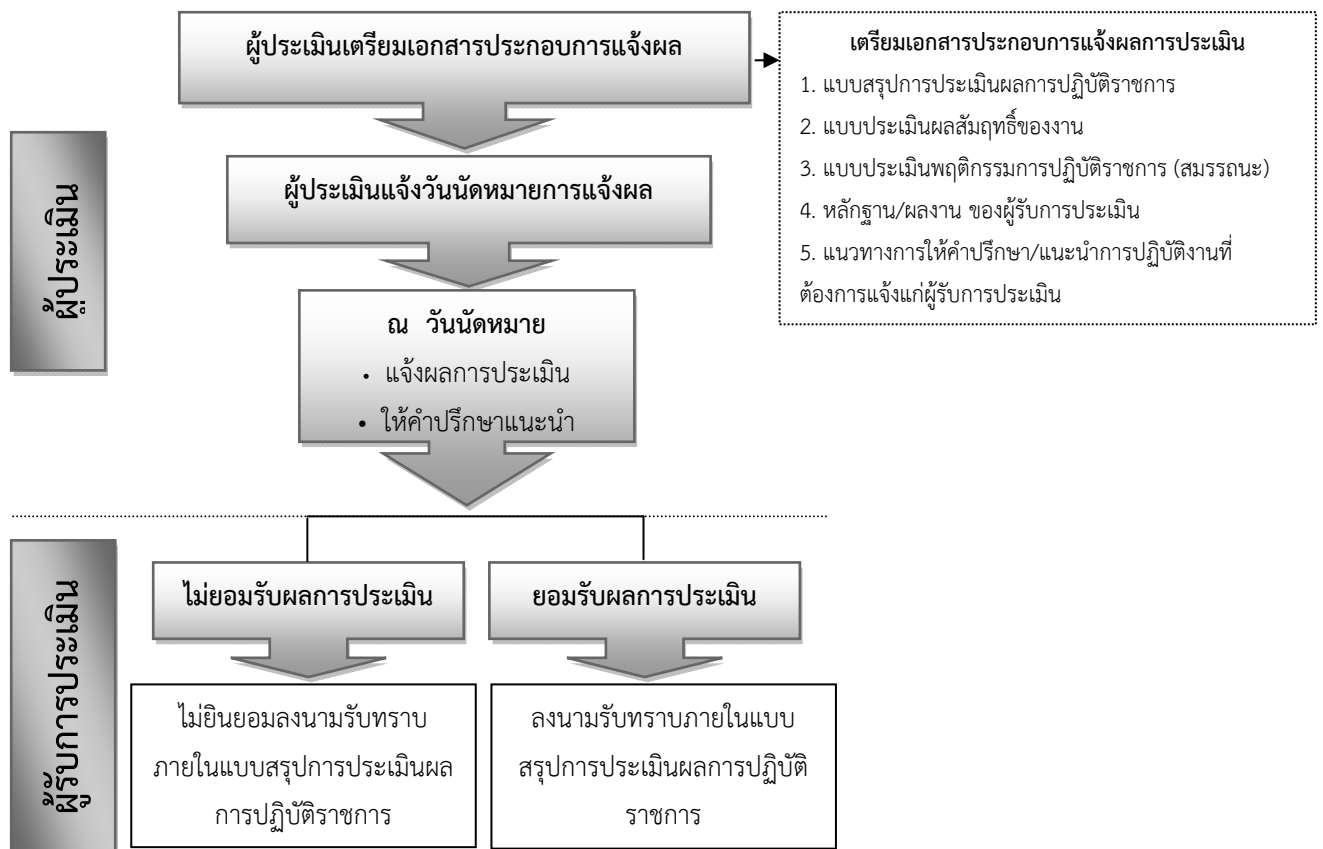 ผู้ประเมินเตรียมเอกสารประกอบการแจ้งผล
เตรียมเอกสารประกอบการแจ้งผลการประเมิน
1. แบบสรุปการประเมินผลการปฏิบัติราชการ
2. แบบประเมินผลสัมฤทธิ์ของงาน
3. แบบประเมินพฤติกรรมการปฏิบัติราชการ (สมรรถนะ)
4. หลักฐาน/ผลงาน ของผู้รับการประเมิน
5. แนวทางการให้คำปรึกษา/แนะนำการปฏิบัติงานที่
ต้องการแจ้งแก่ผู้รับการประเมิน
ผู้ประเมิน
ผู้ประเมินแจ้งวันนัดหมายการแจ้งผล
ณ วันนัดหมาย
• แจ้งผลการประเมิน
• ให้คำปรึกษาแนะนำ
ผู้รับการประเมิน
ไม่ยอมรับผลการประเมิน
ไม่ยินยอมลงนามรับทราบ
ภายในแบบสรุปการประเมินผล
การปฏิบัติราชการ
ยอมรับผลการประเมิน
ลงนามรับทราบภายในแบบ
สรุปการประเมินผลการปฏิบัติ
ราชการ